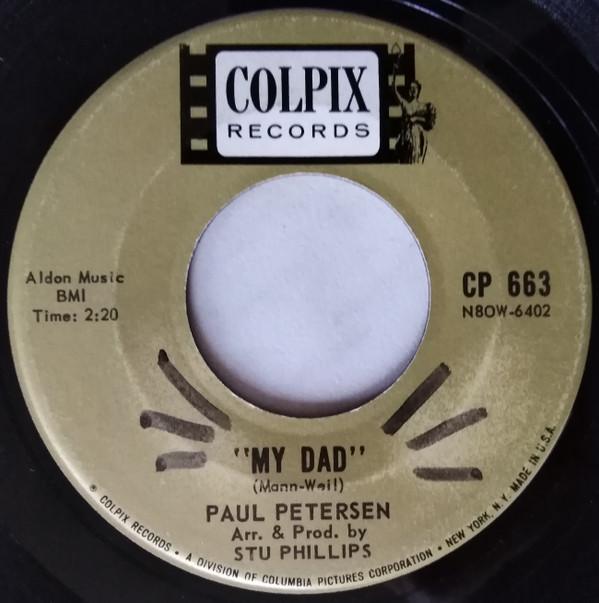 COLPIX
RECORDS
Aldon Music
BMI
Time: 2:20
CP 663
N8OW-6402
"MY DAD"
(Mann-Weil)
PAUL PETERSEN
Arr. & Prod. by
STU PHILLIPS
® COLPIX RECORDS • A DIVISION OF COLUMBIA PICTURES CORPORATION • NEW YORK, N.Y. MADE IN U.S.A.